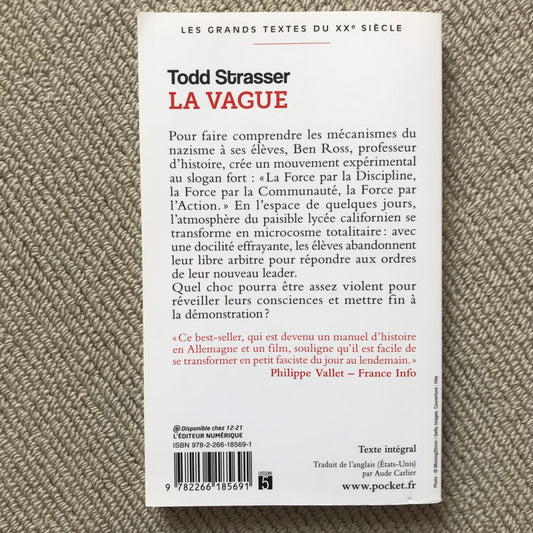 LES GRANDS TEXTES DU XXe SIÈCLE
Todd Strasser
LA VAGUE
Pour faire comprendre les mécanismes du
nazisme à ses élèves, Ben Ross, professeur
d'histoire, crée un mouvement expérimental
au slogan fort : « La Force par la Discipline,
la Force par la Communauté, la Force par
l'Action. » En l'espace de quelques jours,
l'atmosphère du paisible lycée californien se
transforme en microcosme totalitaire : avec
une docilité effrayante, les élèves abandonnent
leur libre arbitre pour répondre aux ordres
de leur nouveau leader.
Quel choc pourra être assez violent pour
réveiller leurs consciences et mettre fin à
la démonstration ?
« Ce best-seller, qui est devenu un manuel d'histoire
en Allemagne et un film, souligne qu'il est facile de
se transformer en petit fasciste du jour au lendemain. »
Philippe Vallet – France Info
@ Disponible chez 12-21
L'ÉDITEUR NUMÉRIQUE
ISBN 978-2-266-18569-1
9 782266 185691
CATÉGORIE
5
Texte intégral
Traduit de l'anglais (États-Unis)
par Aude Carlier
www.pocket.fr
Photo : © Missing35mm / Getty Images. Couverture : Hito